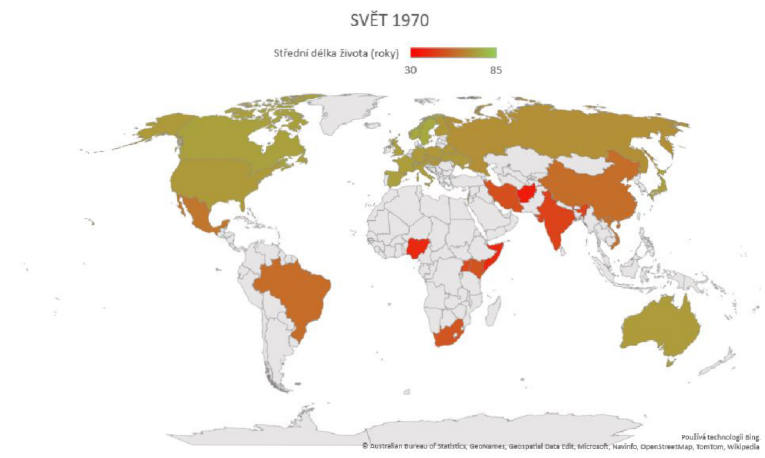 SVĚT 1970
Střední délka života (roky)
30 85
Používá technologii Bing
© Australian Bureau of Statistics, GeoNames, Geospatial Data Edit, Microsoft, Navinfo, OpenStreetMap, TomTom, Wikipedia